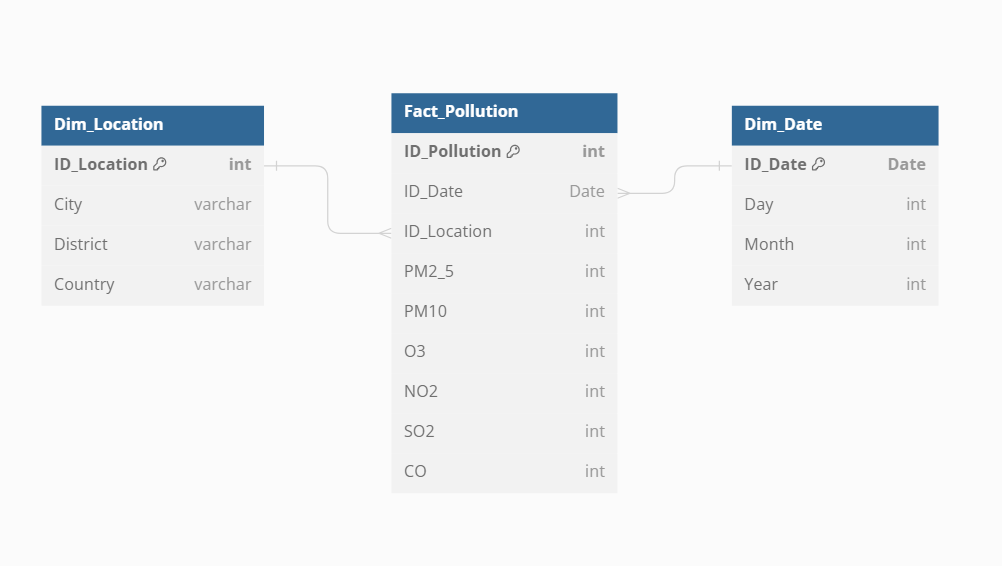 Dim_Location
ID_Location int
City varchar
District varchar
Country varchar
Fact_Pollution
ID_Pollution int
ID_Date Date
ID_Location int
PM2_5 int
PM10 int
O3 int
NO2 int
SO2 int
CO int
Dim_Date
ID_Date Date
Day int
Month int
Year int